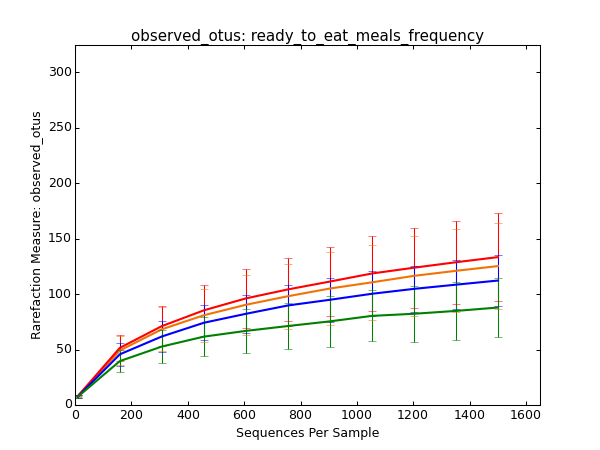 observed_otus: ready_to_eat_meals_frequency
Rarefaction Measure: observed_otus
300
250
200
150
100
50
0
0 200 400 600 800 1000 1200 1400 1600
Sequences Per Sample